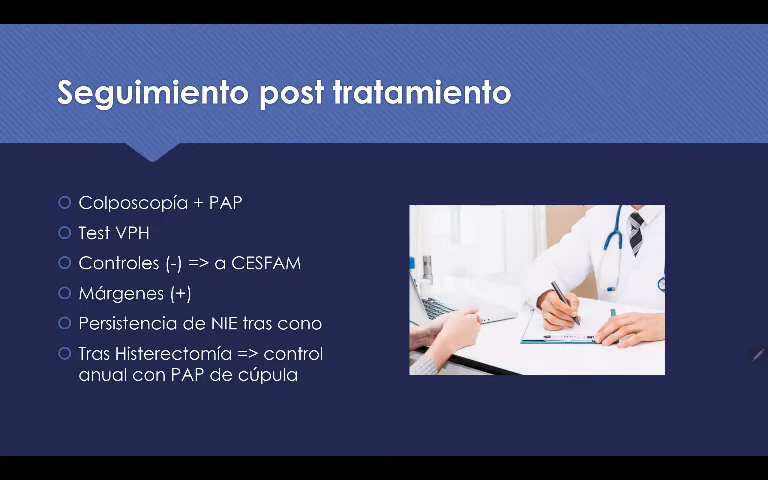 Seguimiento post tratamiento
Colposcopía + PAP
Test VPH
Controles (-) => a CESFAM
Márgenes (+)
Persistencia de NIE tras cono
Tras Histerectomía => control
anual con PAP de cúpula